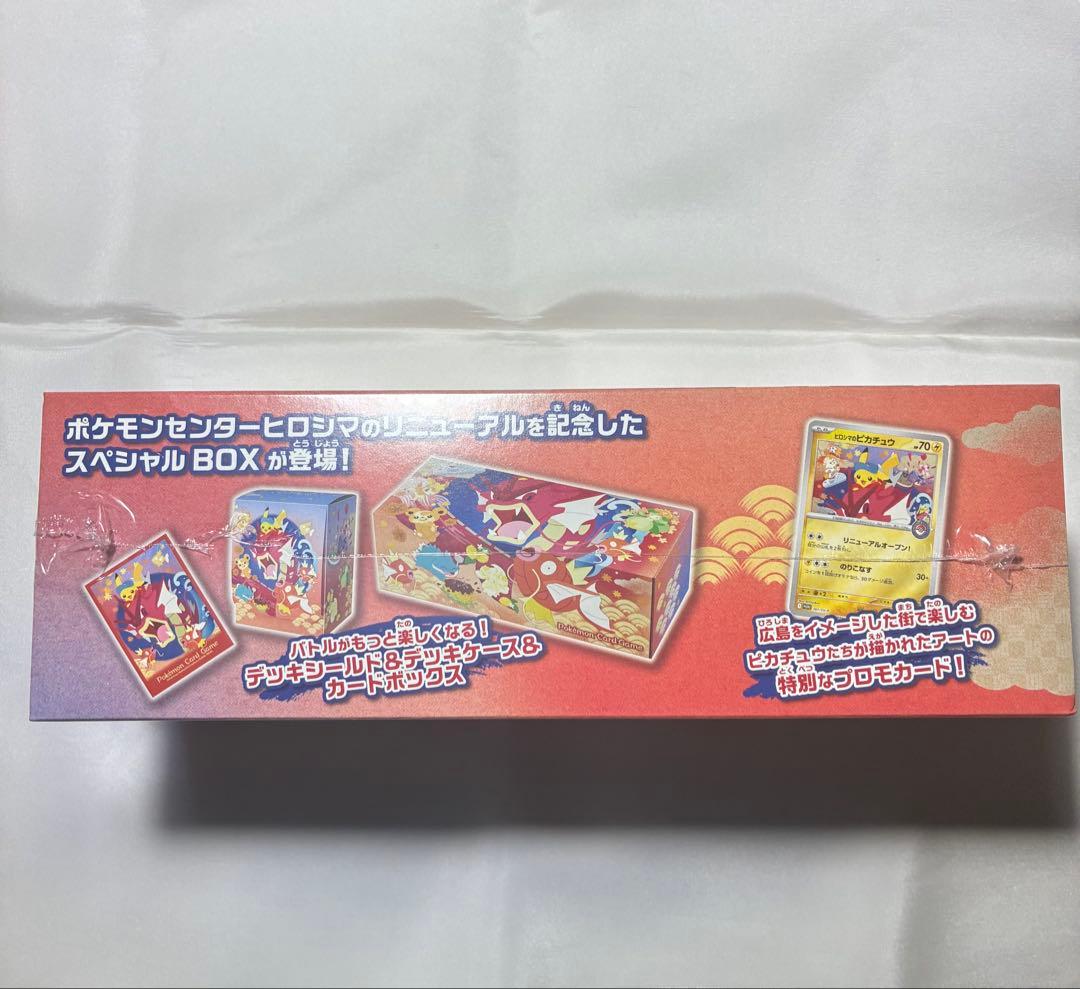 ポケモンセンターヒロシマのリニューアルを記念した
スペシャルBOXが登場！
バトルがもっと楽しくなる！
デッキシールド＆デッキケース＆
カードボックス
Pokémon Card Game
Pokémon Card Game
ヒロシマのピカチュウ
HP70
リニューアルオープン！
のりこなす
30+
広島をイメージした街で楽しむ
ピカチュウたちが描かれたアートの
特別なプロモカード！